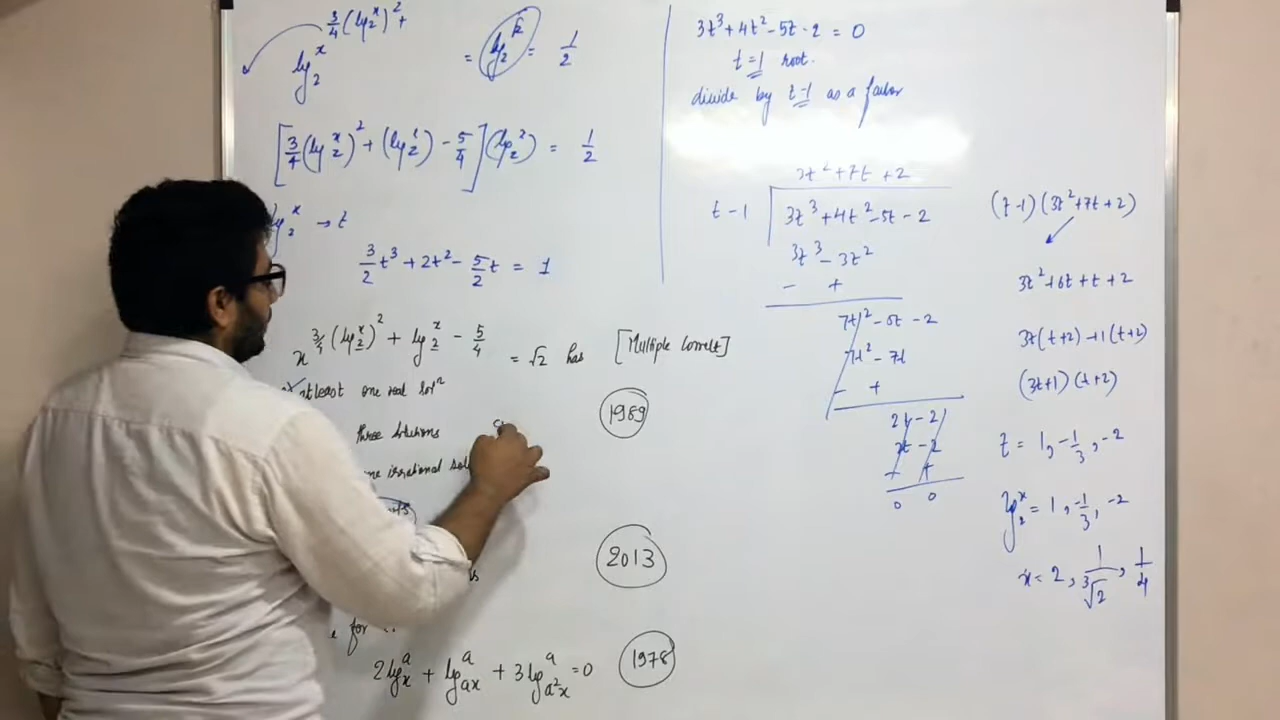 3/4 (log₂ˣ)² +
log₂ˣ = log₂^√2 = 1/2
[3/4 (log₂ˣ)² + (log₂ˣ) - 5/4] (log₂ˣ) = 1/2
log₂ˣ → t
3/2 t³ + 2t² - 5/2 t = 1
x^(3/4 (log₂ˣ)² + log₂ˣ - 5/4) = √2 has [Multiple Correct]
atleast one real solⁿ
three solutions
1989
one irrational sol
2013
for
2logₓᵃ + log_ax ᵃ + 3log_a²x ᵃ = 0
1978
3t³ + 4t² - 5t - 2 = 0
t = 1 root.
divide by t-1 as a factor
3t² + 7t + 2
t - 1 3t³ + 4t² - 5t - 2
3t³ - 3t²
- +
7t² - 5t - 2
7t² - 7t
- +
2t - 2
2t - 2
- +
0 0
(t-1)(3t² + 7t + 2)
3t² + 6t + t + 2
3t(t+2) + 1(t+2)
(3t+1)(t+2)
t = 1, -1/3, -2
log₂ˣ = 1, -1/3, -2
x = 2, 1/∛2, 1/4